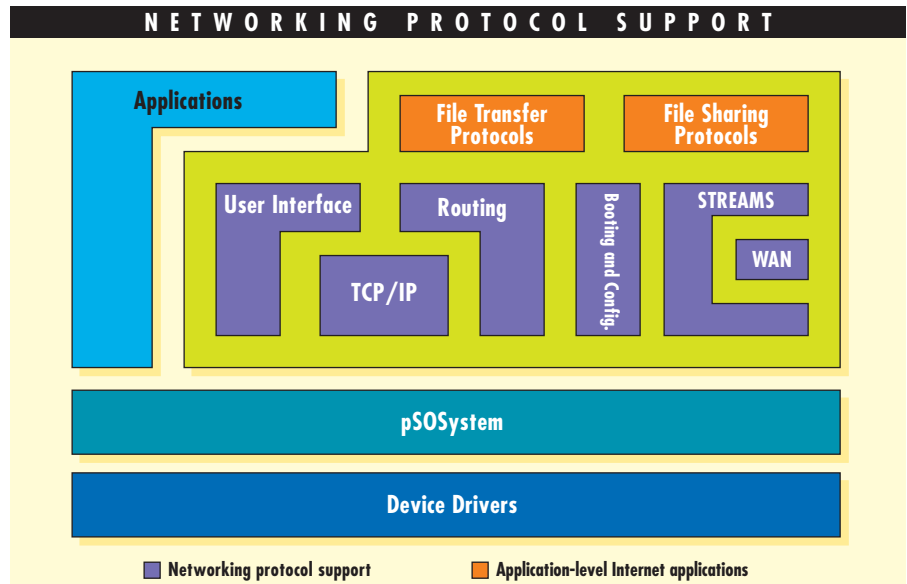 NETWORKING PROTOCOL SUPPORT
Applications
File Transfer
Protocols
File Sharing
Protocols
User Interface
Routing
Booting and Config.
STREAMS
WAN
TCP/IP
pSOSystem
Device Drivers
Networking protocol support
Application-level Internet applications